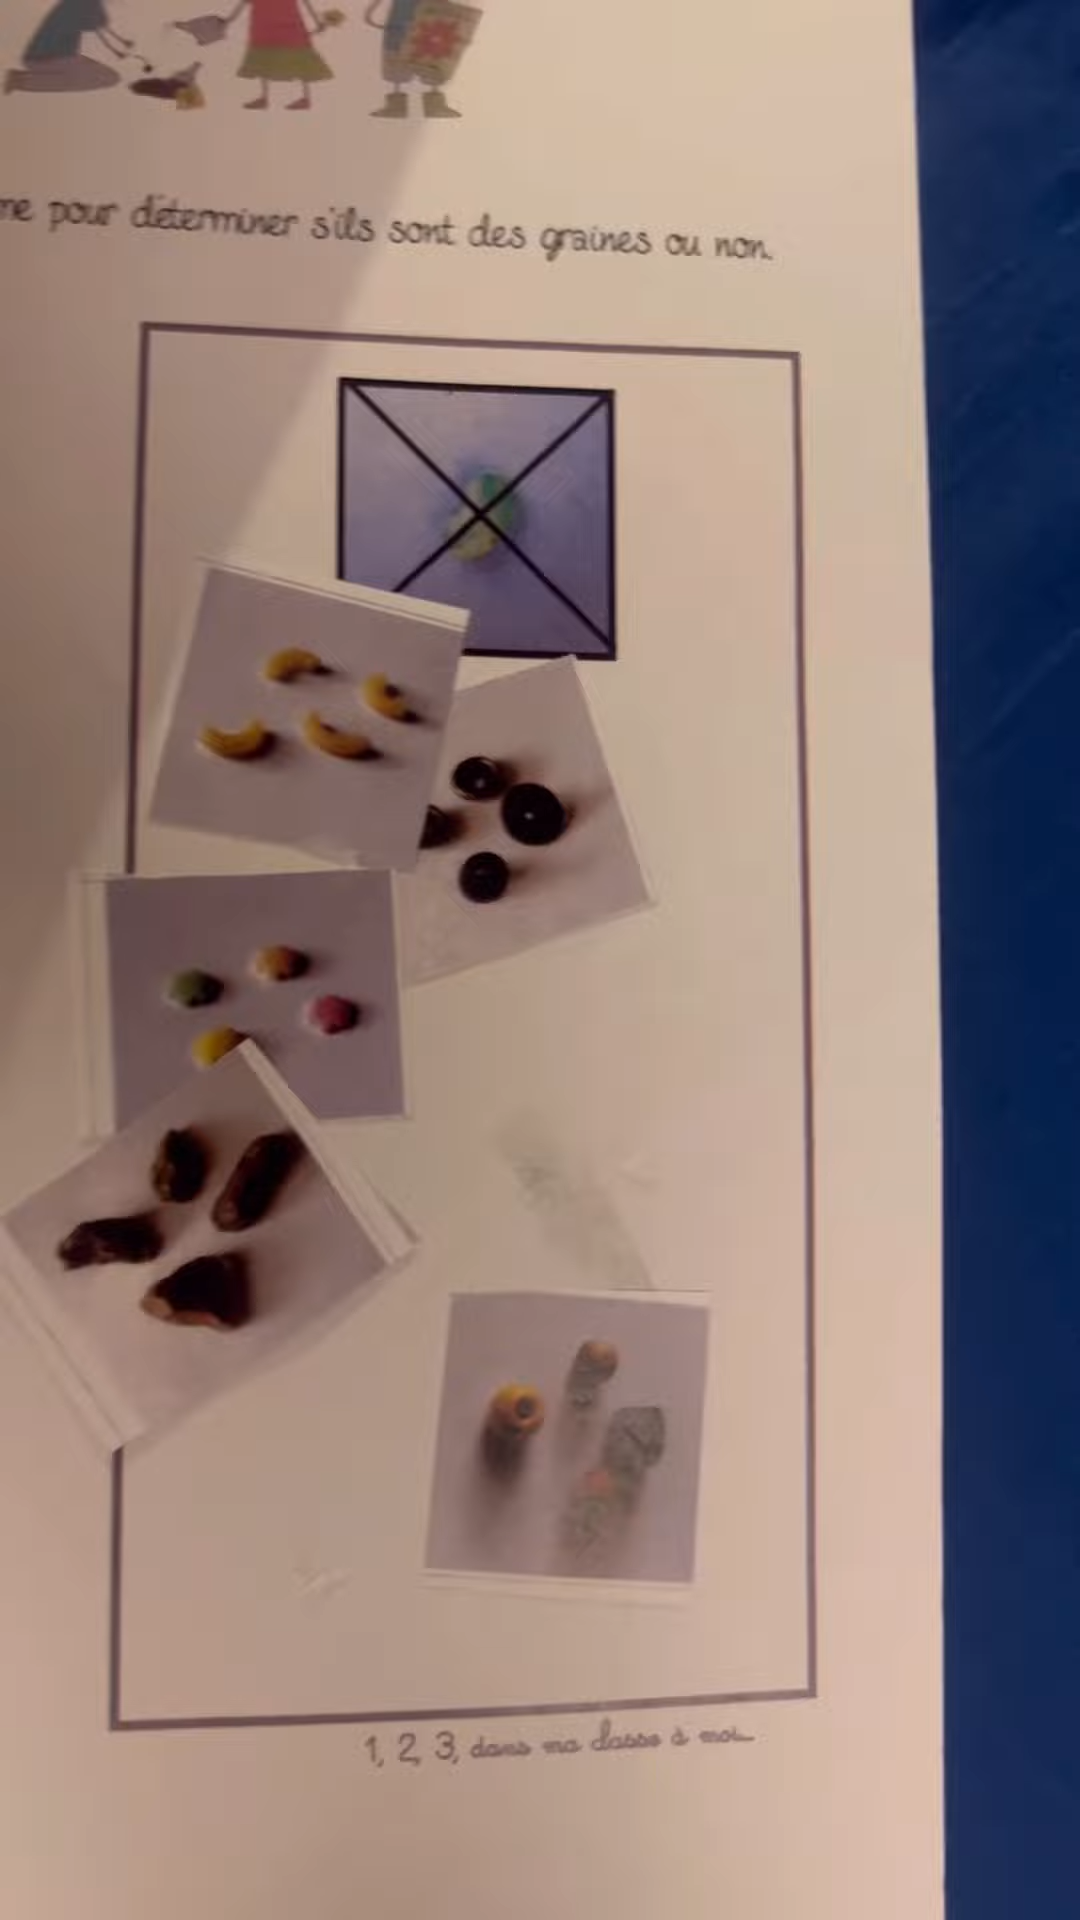 pour déterminer s'ils sont des graines ou non.
1, 2, 3, dans ma classe à moi...